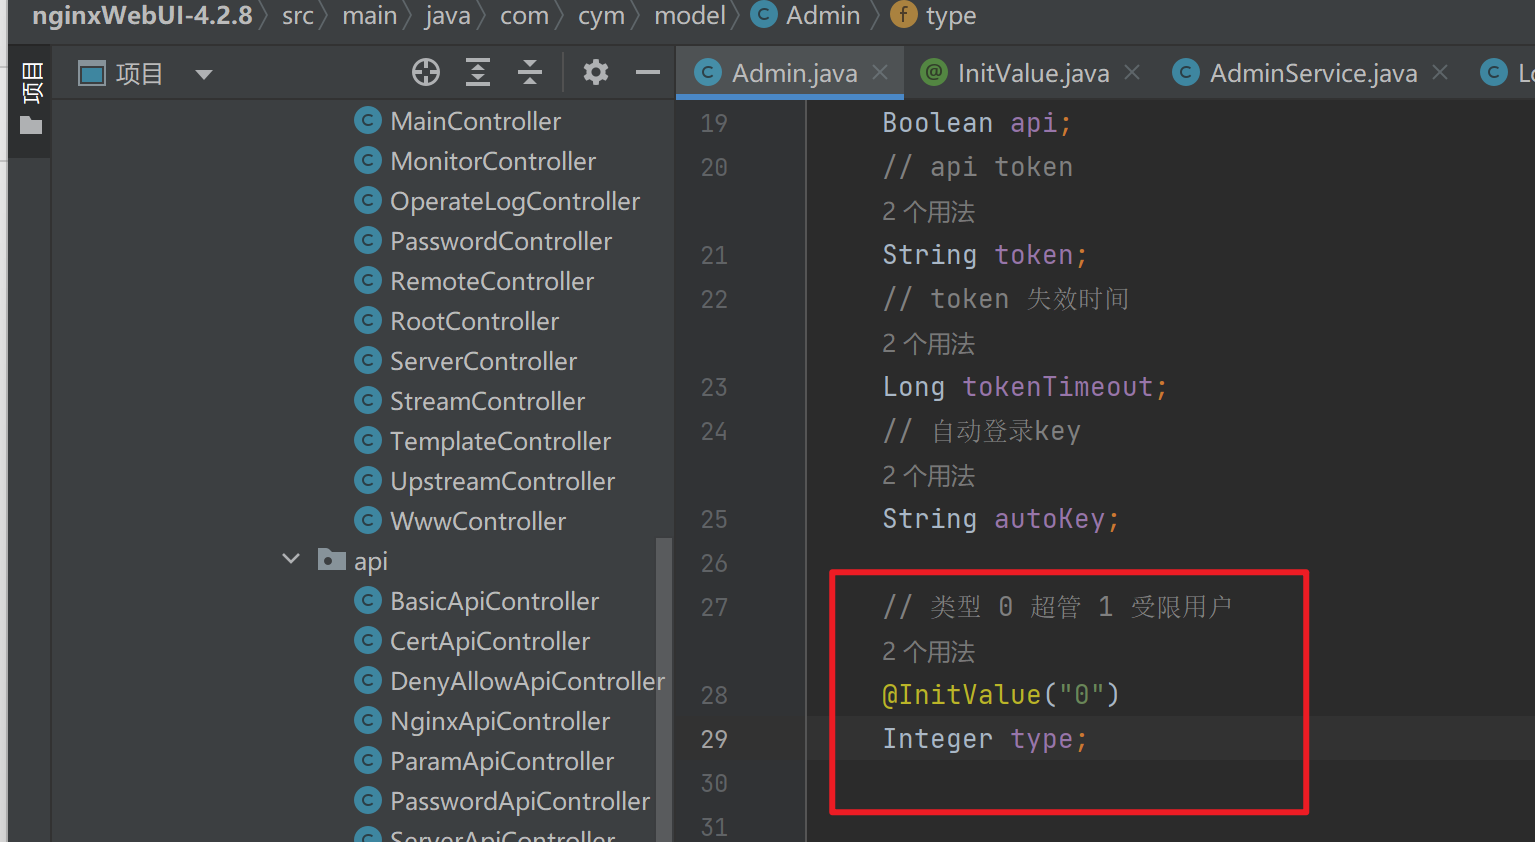 nginxWebUI-4.2.8 src main java com cym model Admin type
项目
项目
Admin.java InitValue.java AdminService.java
MainController
MonitorController
OperateLogController
PasswordController
RemoteController
RootController
ServerController
StreamController
TemplateController
UpstreamController
WwwController
api
BasicApiController
CertApiController
DenyAllowApiController
NginxApiController
ParamApiController
PasswordApiController
ServerApiController
19 Boolean api;
20 // api token
2 个用法
21 String token;
22 // token 失效时间
2 个用法
23 Long tokenTimeout;
24 // 自动登录key
2 个用法
25 String autoKey;
26
27 // 类型 0 超管 1 受限用户
2 个用法
28 @InitValue("0")
29 Integer type;
30
31